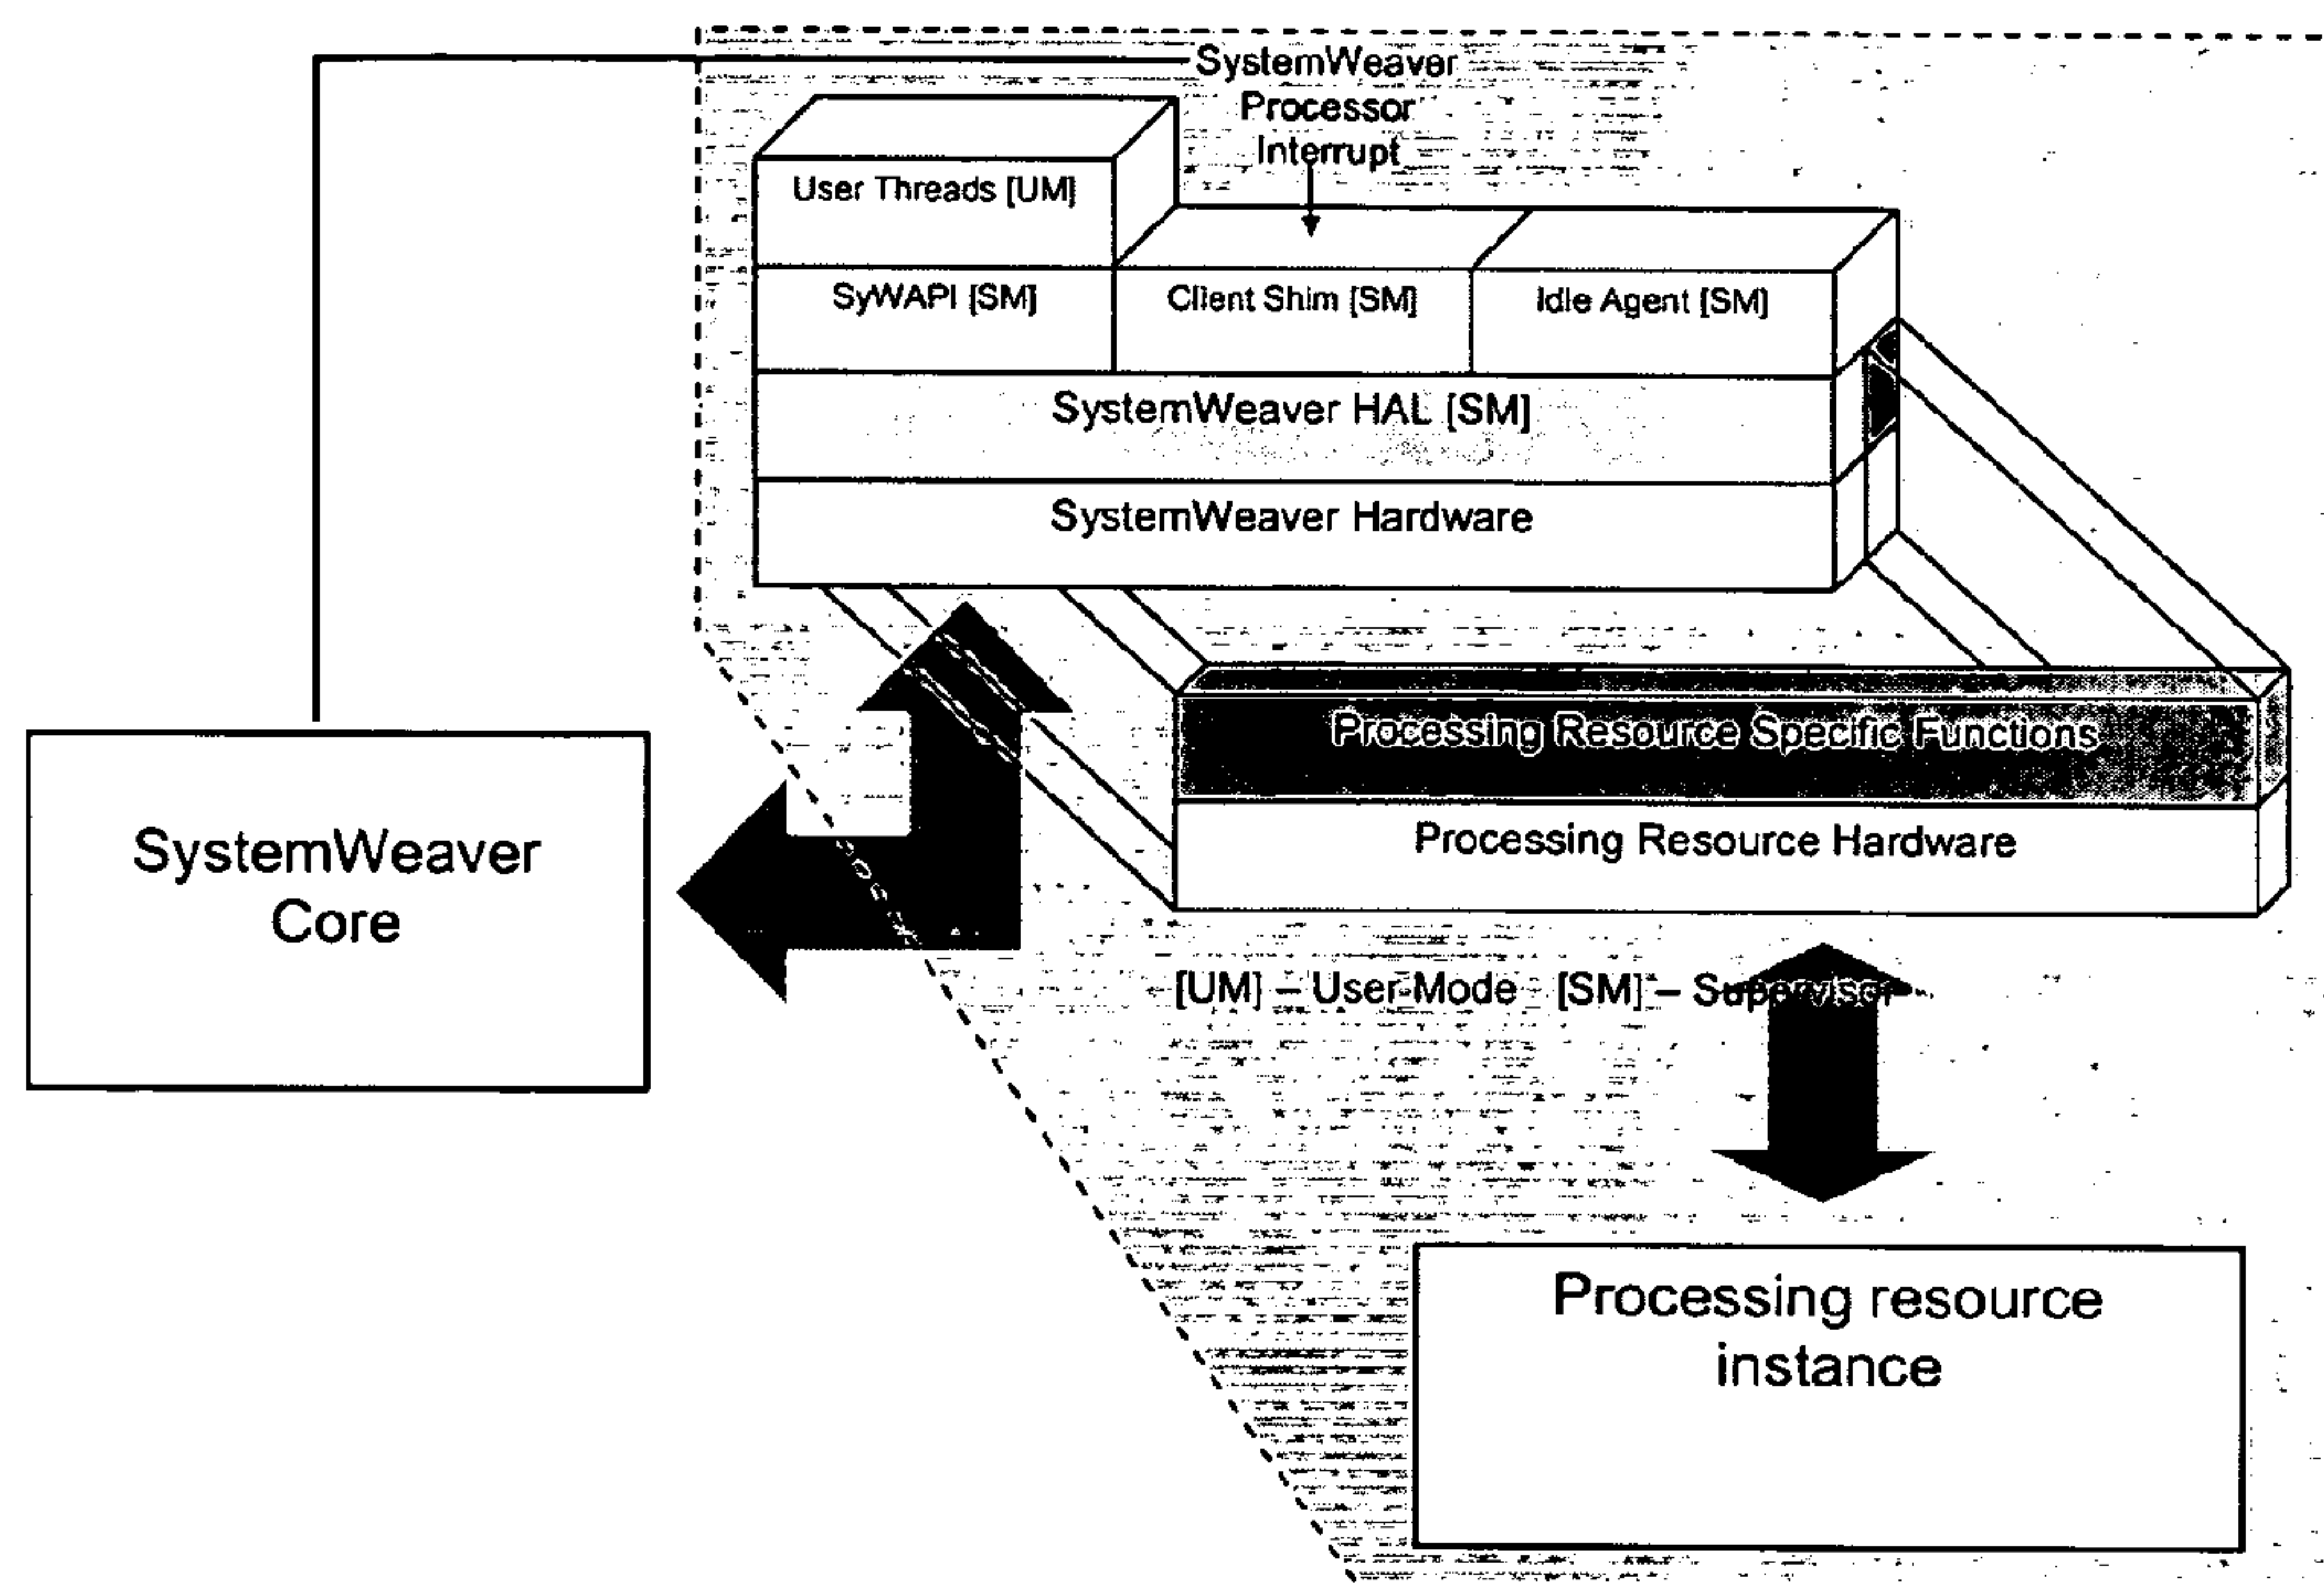 SystemWeaver
Processor
Interrupt
User Threads [UM]
SyWAPI [SM]
Client Shim [SM]
Idle Agent [SM]
SystemWeaver HAL [SM]
SystemWeaver Hardware
Processing Resource Specific Functions
Processing Resource Hardware
SystemWeaver
Core
[UM] – User-Mode [SM] – Supervisor
Processing resource
instance